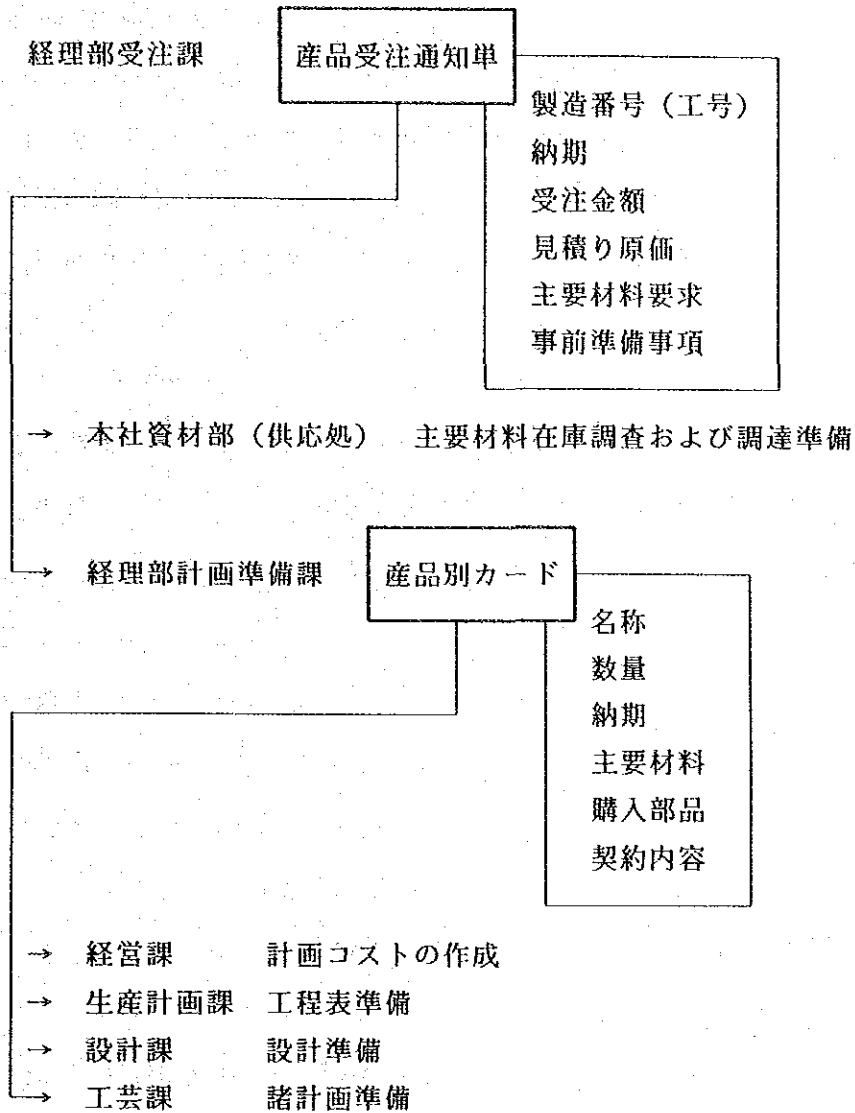 経理部受注課 産品受注通知単
製造番号（工号）
納期
受注金額
見積り原価
主要材料要求
事前準備事項
→ 本社資材部（供応処） 主要材料在庫調査および調達準備
→ 経理部計画準備課 産品別カード
名称
数量
納期
主要材料
購入部品
契約内容
→ 経営課 計画コストの作成
→ 生産計画課 工程表準備
→ 設計課 設計準備
→ 工芸課 諸計画準備